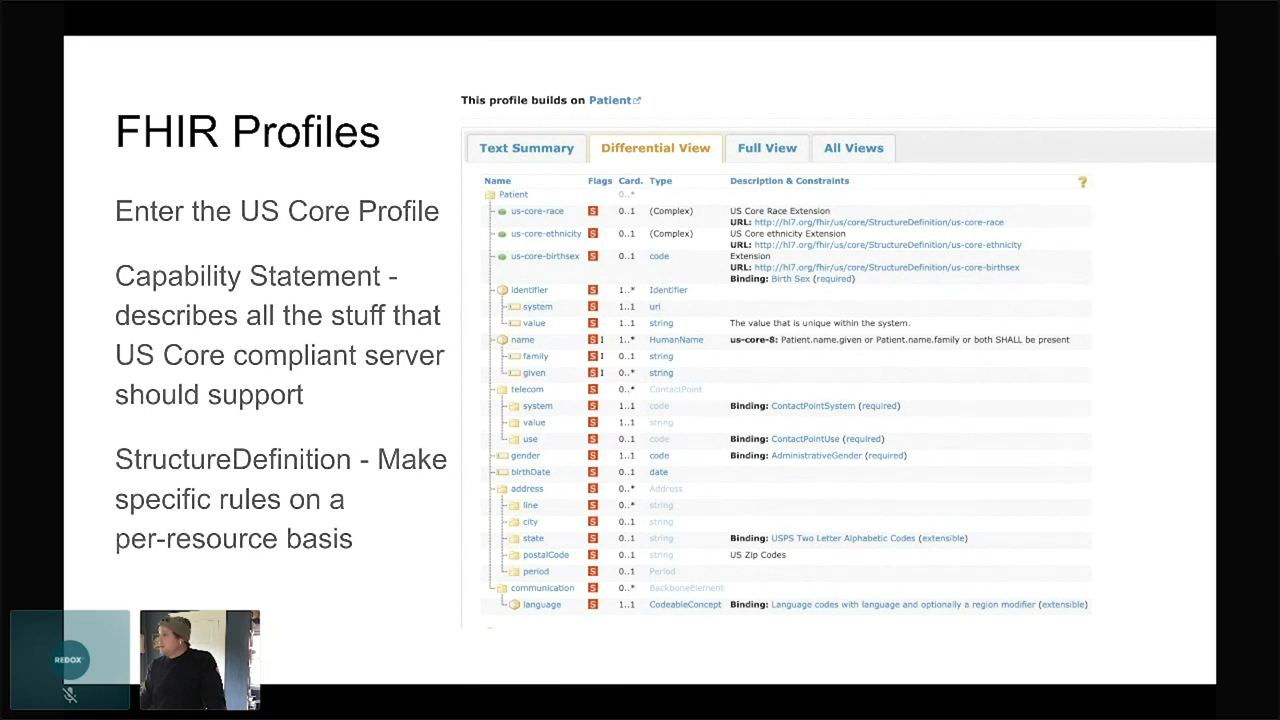 FHIR Profiles
Enter the US Core Profile
Capability Statement -
describes all the stuff that
US Core compliant server
should support
StructureDefinition - Make
specific rules on a
per-resource basis
This profile builds on Patient
Text Summary Differential View Full View All Views
Name Flags Card. Type Description & Constraints ?
Patient 0..*
us-core-race S 0..1 (Complex) US Core Race Extension
URL: http://hl7.org/fhir/us/core/StructureDefinition/us-core-race
us-core-ethnicity S 0..1 (Complex) US Core ethnicity Extension
URL: http://hl7.org/fhir/us/core/StructureDefinition/us-core-ethnicity
us-core-birthsex S 0..1 code Extension
URL: http://hl7.org/fhir/us/core/StructureDefinition/us-core-birthsex
Binding: Birth Sex (required)
identifier S 1..* Identifier
system S 1..1 uri
value S 1..1 string The value that is unique within the system.
name S I 1..* HumanName us-core-8: Patient.name.given or Patient.name.family or both SHALL be present
family S I 0..1 string
given S I 0..* string
telecom S 0..* ContactPoint
system S 1..1 code Binding: ContactPointSystem (required)
value S 1..1 string
use S 0..1 code Binding: ContactPointUse (required)
gender S 1..1 code Binding: AdministrativeGender (required)
birthDate S 0..1 date
address S 0..* Address
line S 0..* string
city S 0..1 string
state S 0..1 string Binding: USPS Two Letter Alphabetic Codes (extensible)
postalCode S 0..1 string US Zip Codes
period S 0..1 Period
communication S 0..* BackboneElement
language S 1..1 CodeableConcept Binding: Language codes with language and optionally a region modifier (extensible)
REDOX